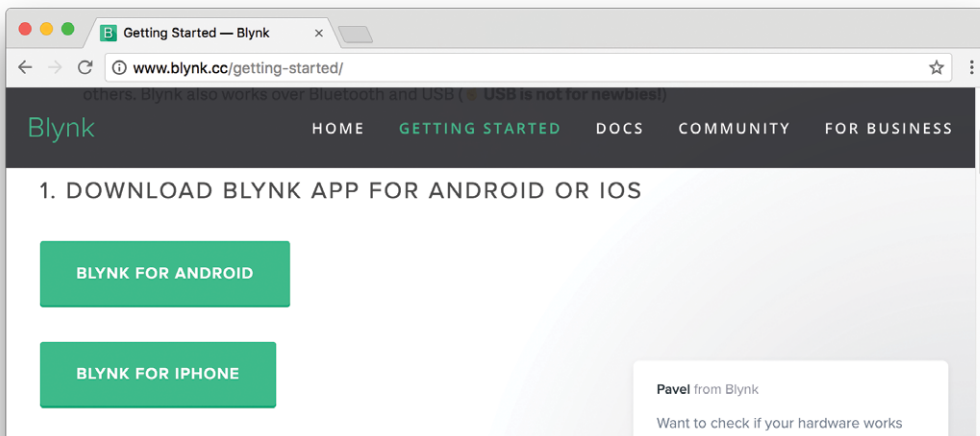 Getting Started — Blynk
www.blynk.cc/getting-started/
others. Blynk also works over Bluetooth and USB ( USB is not for newbies!)
Blynk HOME GETTING STARTED DOCS COMMUNITY FOR BUSINESS
1. DOWNLOAD BLYNK APP FOR ANDROID OR IOS
BLYNK FOR ANDROID
BLYNK FOR IPHONE
Pavel from Blynk
Want to check if your hardware works